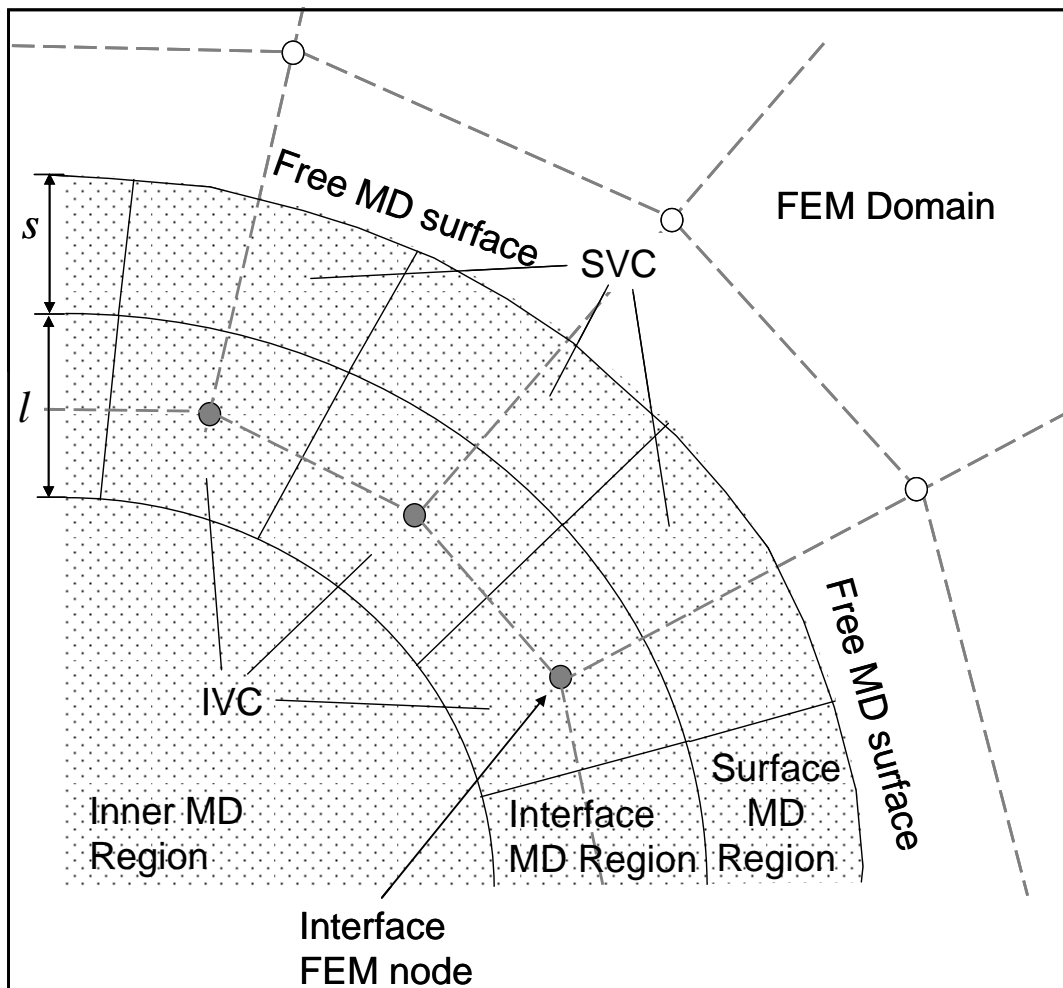 Free MD surface
FEM Domain
s
SVC
l
IVC
Free MD surface
Inner MD
Region
Interface
MD Region
Surface
MD
Region
Interface
FEM node